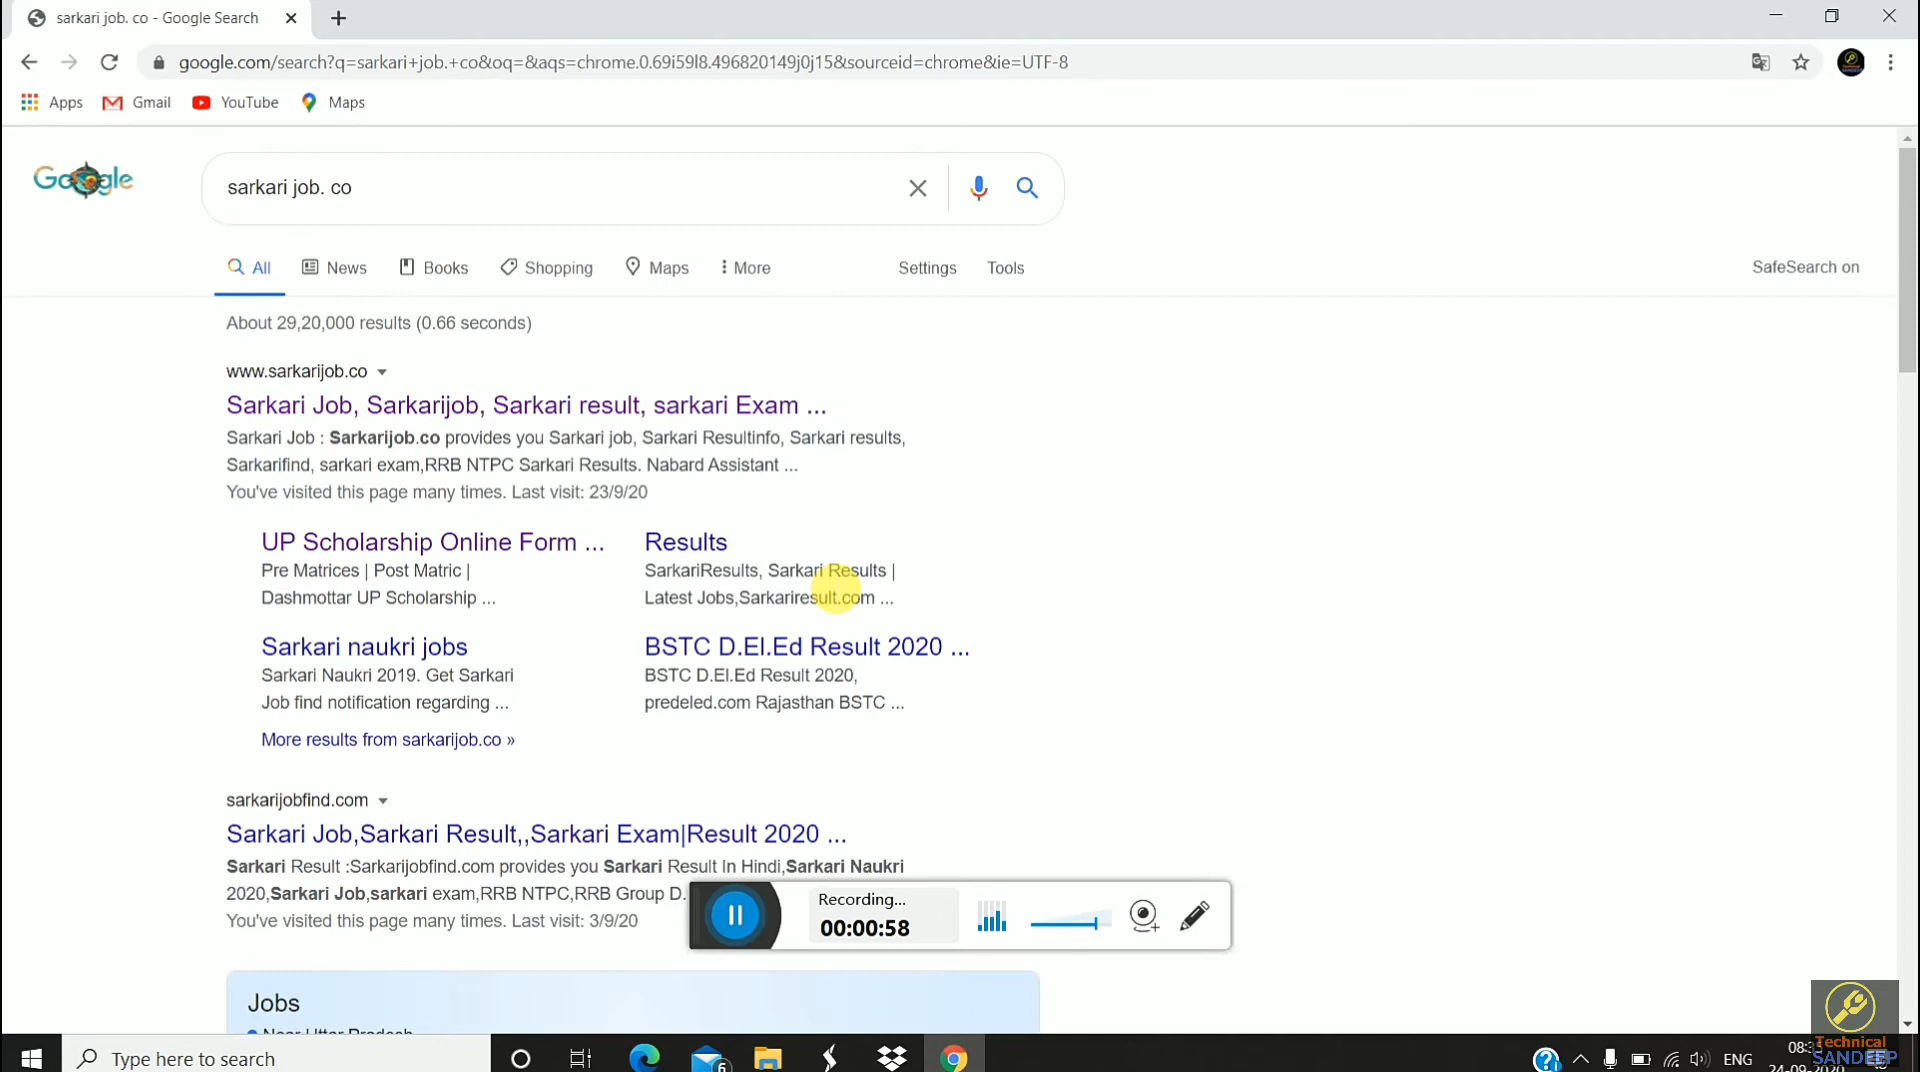 sarkari job. co - Google Search
google.com/search?q=sarkari+job.+co&oq=&aqs=chrome.0.69i59l8.496820149j0j15&sourceid=chrome&ie=UTF-8
Apps Gmail YouTube Maps
Google
sarkari job. co
All News Books Shopping Maps More Settings Tools SafeSearch on
About 29,20,000 results (0.66 seconds)
www.sarkarijob.co
Sarkari Job, Sarkarijob, Sarkari result, sarkari Exam ...
Sarkari Job : Sarkarijob.co provides you Sarkari job, Sarkari Resultinfo, Sarkari results,
Sarkarifind, sarkari exam,RRB NTPC Sarkari Results. Nabard Assistant ...
You've visited this page many times. Last visit: 23/9/20
UP Scholarship Online Form ...
Pre Matrices | Post Matric |
Dashmottar UP Scholarship ...
Results
SarkariResults, Sarkari Results |
Latest Jobs,Sarkariresult.com ...
Sarkari naukri jobs
Sarkari Naukri 2019. Get Sarkari
Job find notification regarding ...
BSTC D.El.Ed Result 2020 ...
BSTC D.El.Ed Result 2020,
predeled.com Rajasthan BSTC ...
More results from sarkarijob.co »
sarkarijobfind.com
Sarkari Job,Sarkari Result,,Sarkari Exam|Result 2020 ...
Sarkari Result :Sarkarijobfind.com provides you Sarkari Result In Hindi,Sarkari Naukri
2020,Sarkari Job,sarkari exam,RRB NTPC,RRB Group D.
You've visited this page many times. Last visit: 3/9/20
Recording...
00:00:58
Jobs
Near Uttar Pradesh
Type here to search
6
ENG
24-09-2020
Technical
SANDEEP